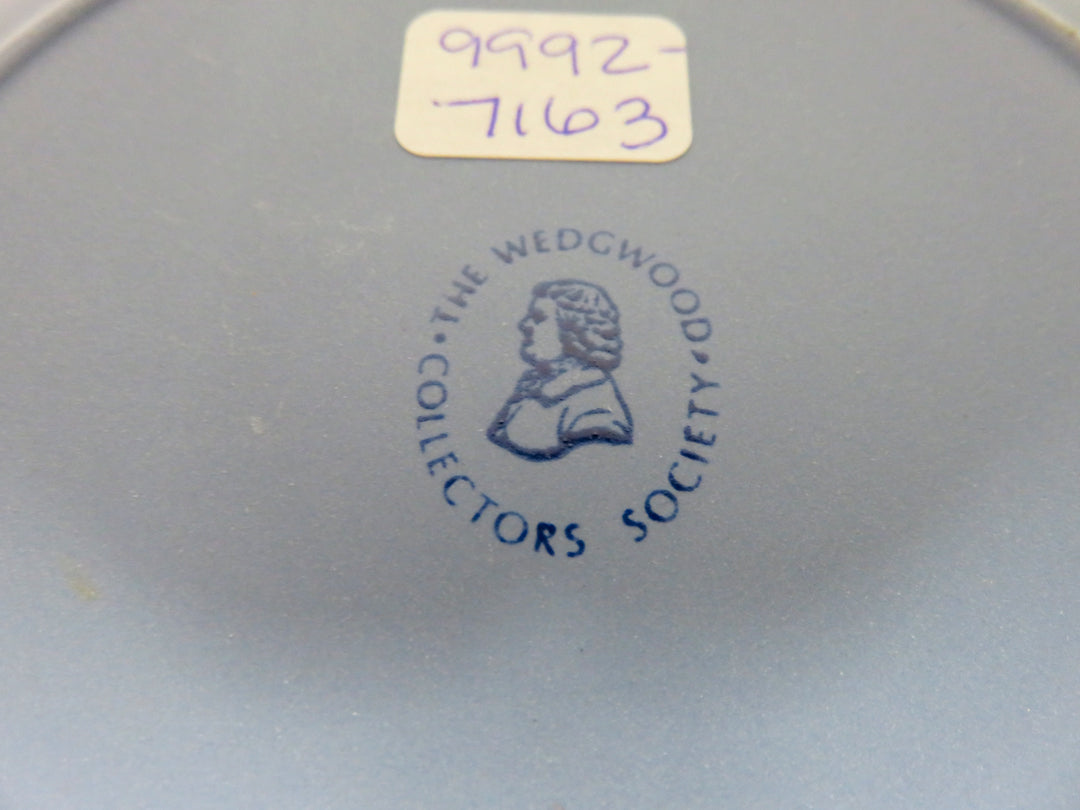 9992-
7163
• THE WEDGWOOD •
COLLECTORS SOCIETY